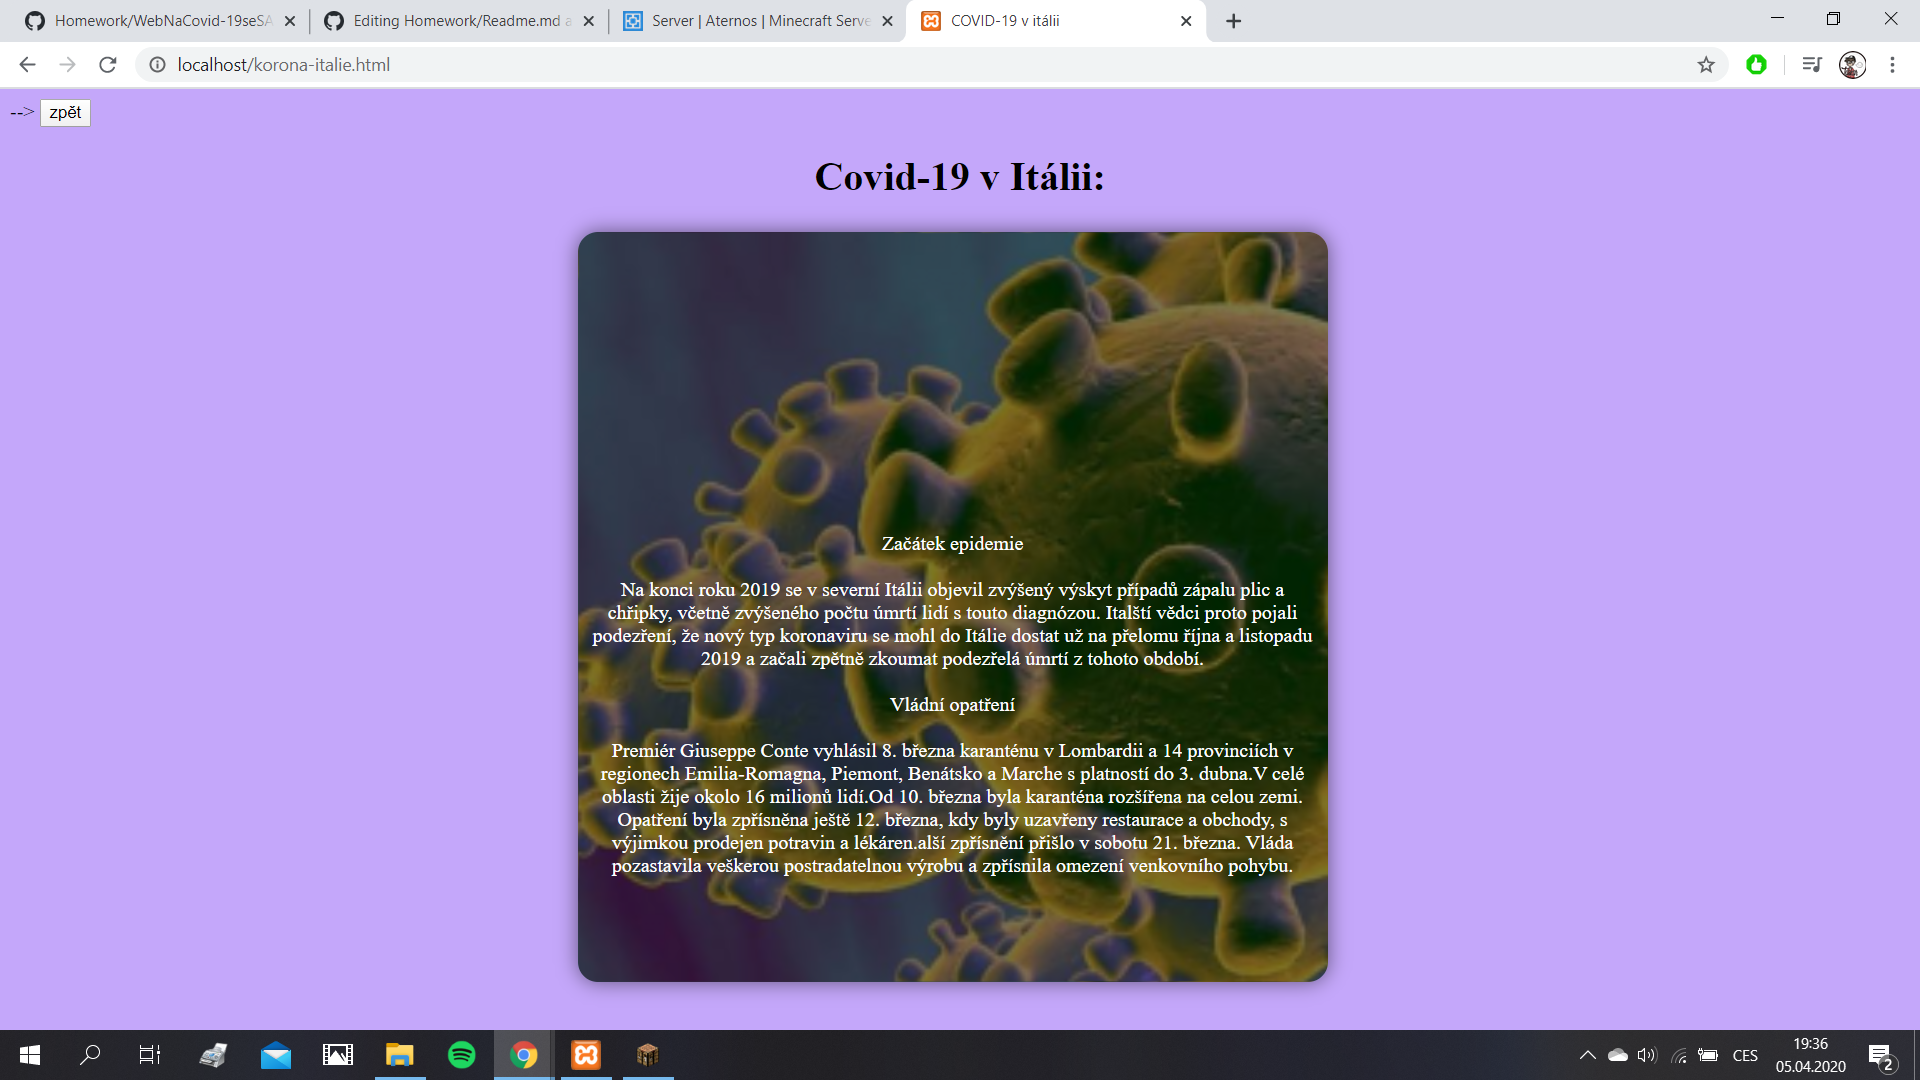 Homework/WebNaCovid-19seSA
Editing Homework/Readme.md a
Server | Aternos | Minecraft Serve
COVID-19 v itálii
localhost/korona-italie.html
--> zpět
Covid-19 v Itálii:
Začátek epidemie
Na konci roku 2019 se v severní Itálii objevil zvýšený výskyt případů zápalu plic a
chřipky, včetně zvýšeného počtu úmrtí lidí s touto diagnózou. Italští vědci proto pojali
podezření, že nový typ koronaviru se mohl do Itálie dostat už na přelomu října a listopadu
2019 a začali zpětně zkoumat podezřelá úmrtí z tohoto období.
Vládní opatření
Premiér Giuseppe Conte vyhlásil 8. března karanténu v Lombardii a 14 provinciích v
regionech Emilia-Romagna, Piemont, Benátsko a Marche s platností do 3. dubna.V celé
oblasti žije okolo 16 milionů lidí.Od 10. března byla karanténa rozšířena na celou zemi.
Opatření byla zpřísněna ještě 12. března, kdy byly uzavřeny restaurace a obchody, s
výjimkou prodejen potravin a lékáren.alší zpřísnění přišlo v sobotu 21. března. Vláda
pozastavila veškerou postradatelnou výrobu a zpřísnila omezení venkovního pohybu.
CES
19:36
05.04.2020
2